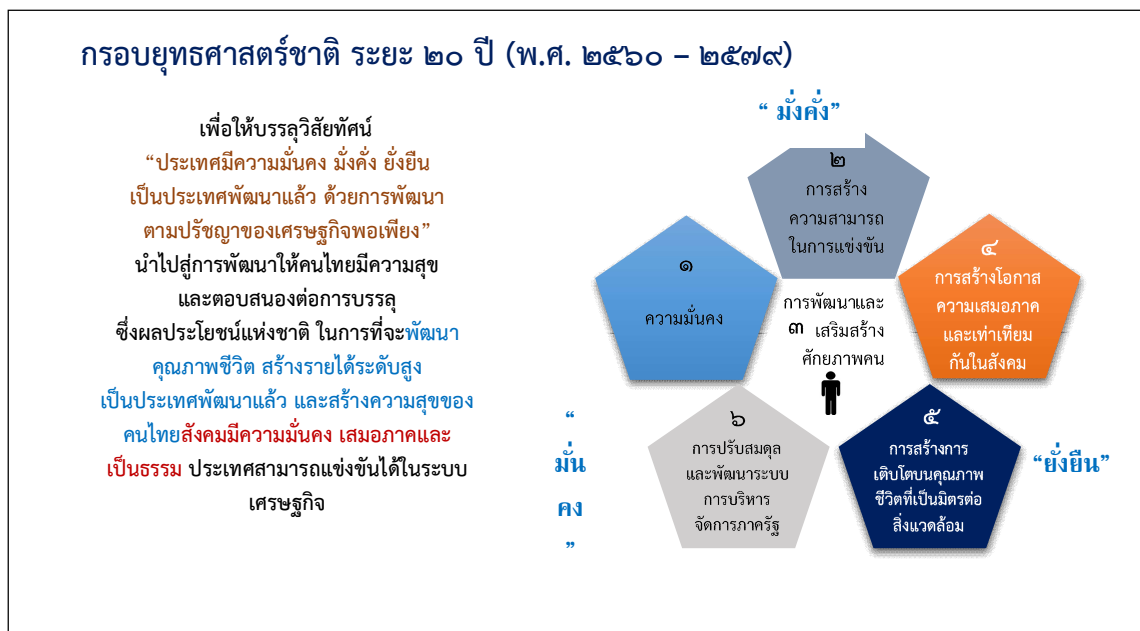 กรอบยุทธศาสตร์ชาติ ระยะ ๒๐ ปี (พ.ศ. ๒๕๖๐ – ๒๕๗๙)
เพื่อให้บรรลุวิสัยทัศน์
“ประเทศมีความมั่นคง มั่งคั่ง ยั่งยืน
เป็นประเทศพัฒนาแล้ว ด้วยการพัฒนา
ตามปรัชญาของเศรษฐกิจพอเพียง”
นำไปสู่การพัฒนาให้คนไทยมีความสุข
และตอบสนองต่อการบรรลุ
ซึ่งผลประโยชน์แห่งชาติ ในการที่จะพัฒนา
คุณภาพชีวิต สร้างรายได้ระดับสูง
เป็นประเทศพัฒนาแล้ว และสร้างความสุขของ
คนไทยสังคมมีความมั่นคง เสมอภาคและ
เป็นธรรม ประเทศสามารถแข่งขันได้ในระบบ
เศรษฐกิจ
“ มั่งคั่ง”
๒
การสร้าง
ความสามารถ
ในการแข่งขัน
๑
ความมั่นคง
๔
การสร้างโอกาส
ความเสมอภาค
และเท่าเทียม
กันในสังคม
การพัฒนาและ
๓ เสริมสร้าง
ศักยภาพคน
“
มั่น
คง
”
๖
การปรับสมดุล
และพัฒนาระบบ
การบริหาร
จัดการภาครัฐ
๕
การสร้างการ
เติบโตบนคุณภาพ
ชีวิตที่เป็นมิตรต่อ
สิ่งแวดล้อม
“ยั่งยืน”